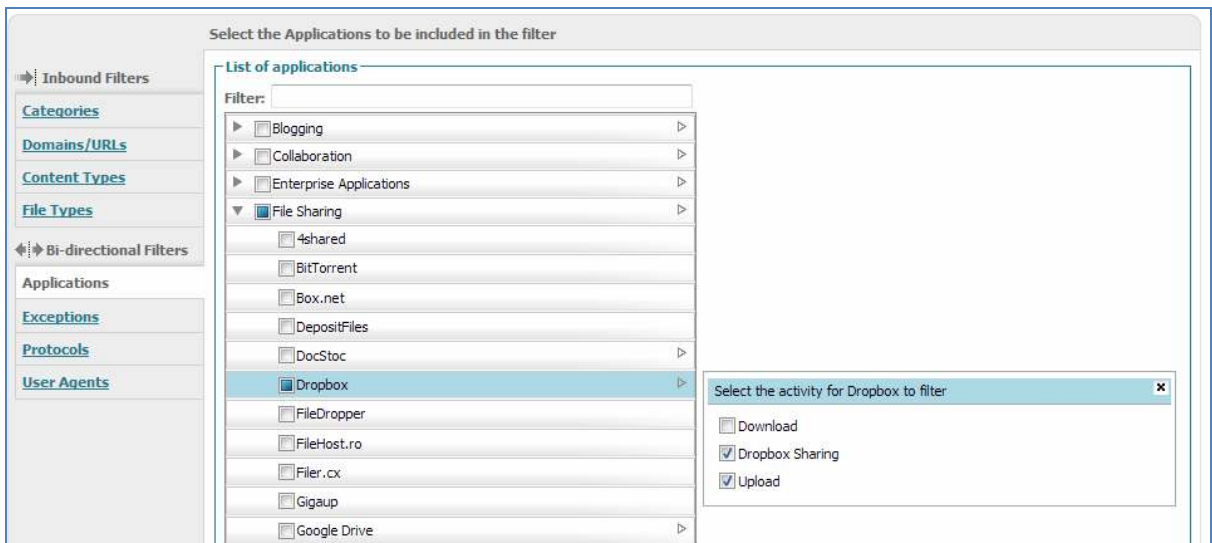 Select the Applications to be included in the filter
Inbound Filters
Categories
Domains/URLs
Content Types
File Types
Bi-directional Filters
Applications
Exceptions
Protocols
User Agents
List of applications
Filter:
Blogging
Collaboration
Enterprise Applications
File Sharing
4shared
BitTorrent
Box.net
DepositFiles
DocStoc
Dropbox
FileDropper
FileHost.ro
Filer.cx
Gigaup
Google Drive
Select the activity for Dropbox to filter
Download
Dropbox Sharing
Upload